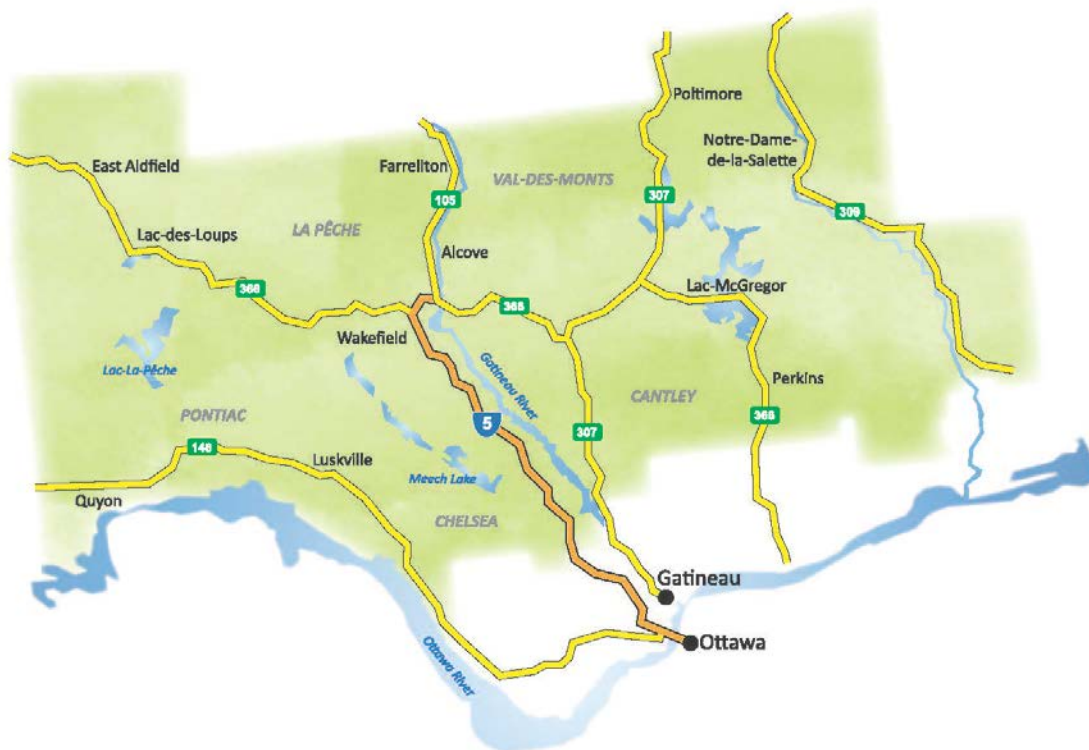 Poltimore
Notre-Dame-
de-la-Salette
East Aldfield
Farrellton
VAL-DES-MONTS
105
307
309
LA PÊCHE
Lac-des-Loups
Alcove
366
Lac-McGregor
366
Wakefield
Gatineau River
Lac-La-Pêche
Perkins
CANTLEY
PONTIAC
5
366
307
148
Luskville
Meech Lake
Quyon
CHELSEA
Gatineau
Ottawa
Ottawa River